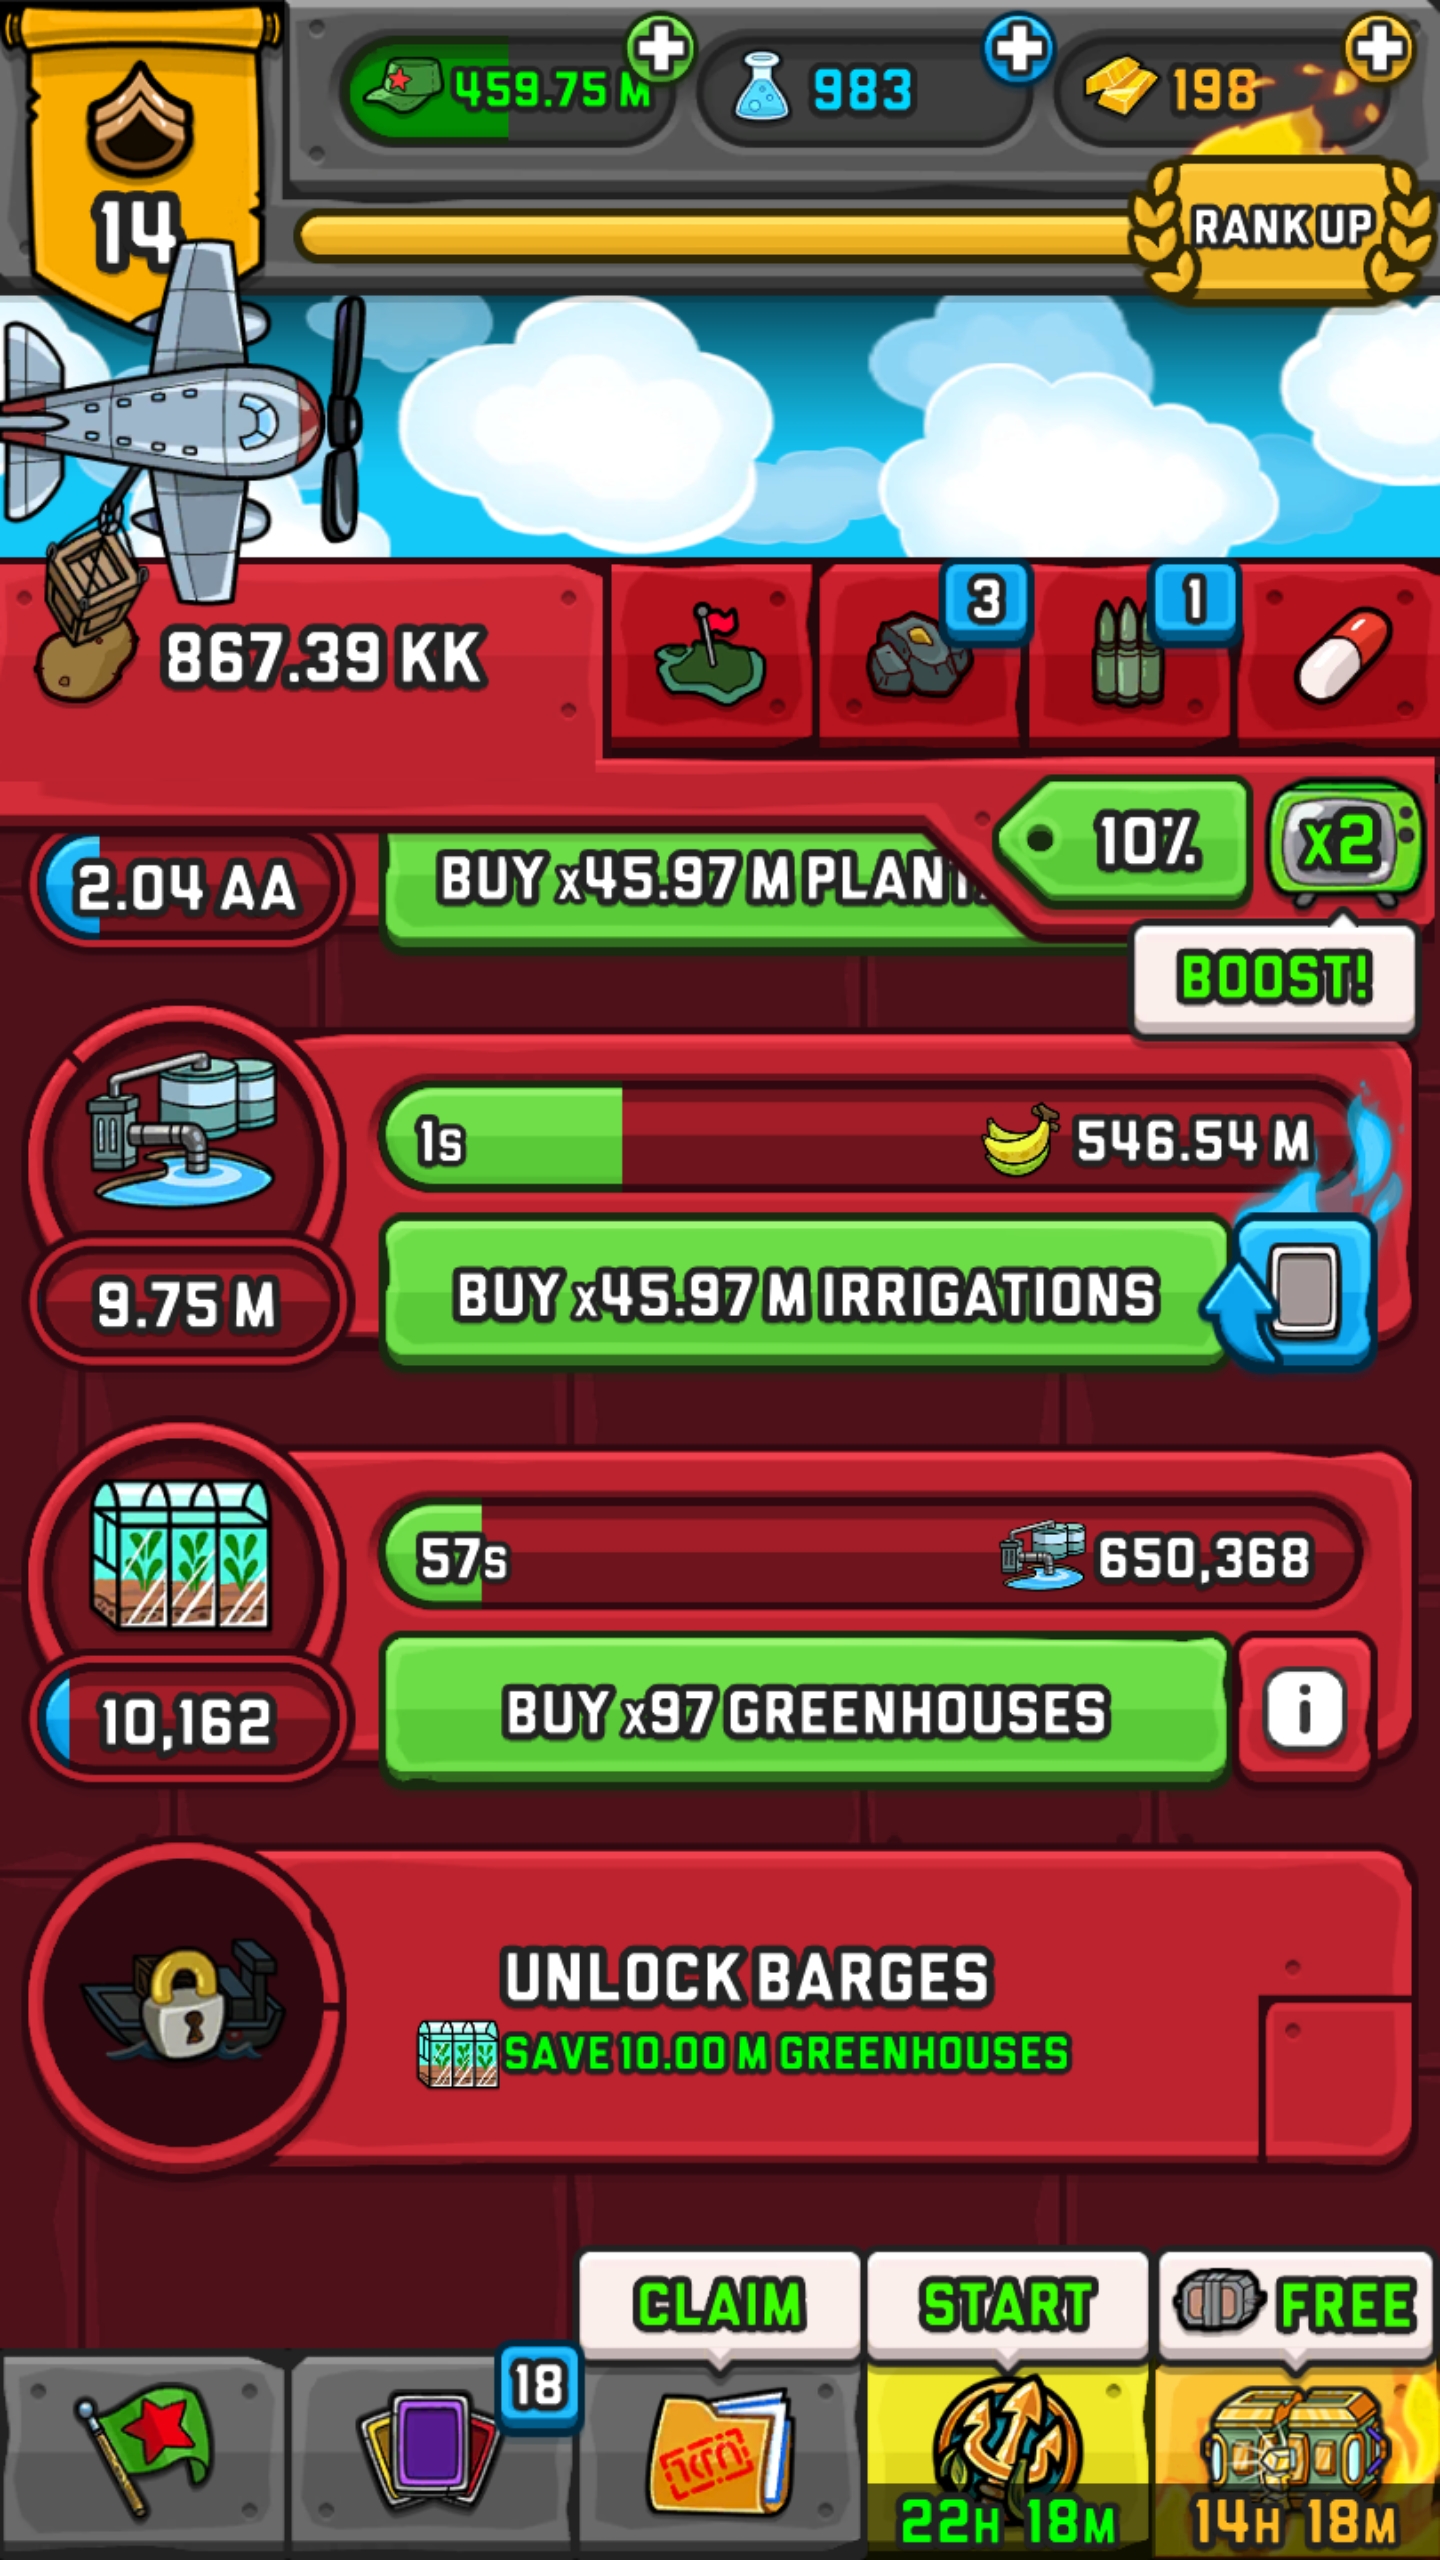 459.75 M
983
198
14
RANK UP
867.39 KK
3
1
10%
x2
2.04 AA
BUY x45.97 M
BOOST!
1s
546.54 M
9.75 M
BUY x45.97 M IRRIGATIONS
57s
650,368
10,162
BUY x97 GREENHOUSES
i
UNLOCK BARGES
SAVE 10.00 M GREENHOUSES
CLAIM
START
FREE
18
22H 18M
14H 18M